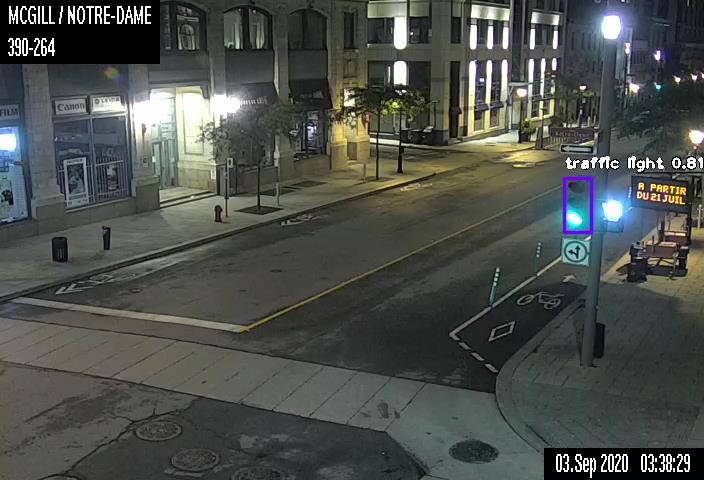 MCGILL / NOTRE-DAME
390-264
FILM
Canon
traffic light 0.81
A PARTIR
DU 21 JUIL
03.Sep 2020 03:38:29